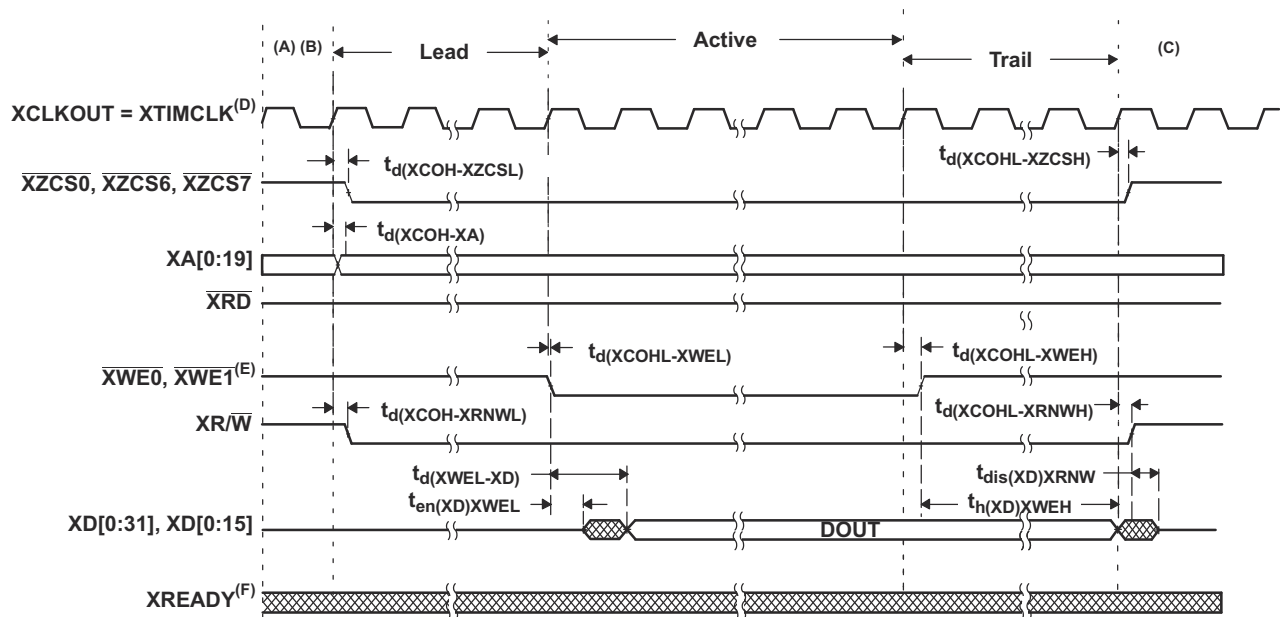 (A) (B)
Lead
Active
Trail
(C)
XCLKOUT = XTIMCLK(D)
td(XCOH-XZCSL)
td(XCOHL-XZCSH)
XZCS0, XZCS6, XZCS7
td(XCOH-XA)
XA[0:19]
XRD
td(XCOHL-XWEL)
td(XCOHL-XWEH)
XWE0, XWE1(E)
td(XCOH-XRNWL)
td(XCOHL-XRNWH)
XR/W
td(XWEL-XD)
tdis(XD)XRNW
ten(XD)XWEL
th(XD)XWEH
XD[0:31], XD[0:15]
DOUT
XREADY(F)